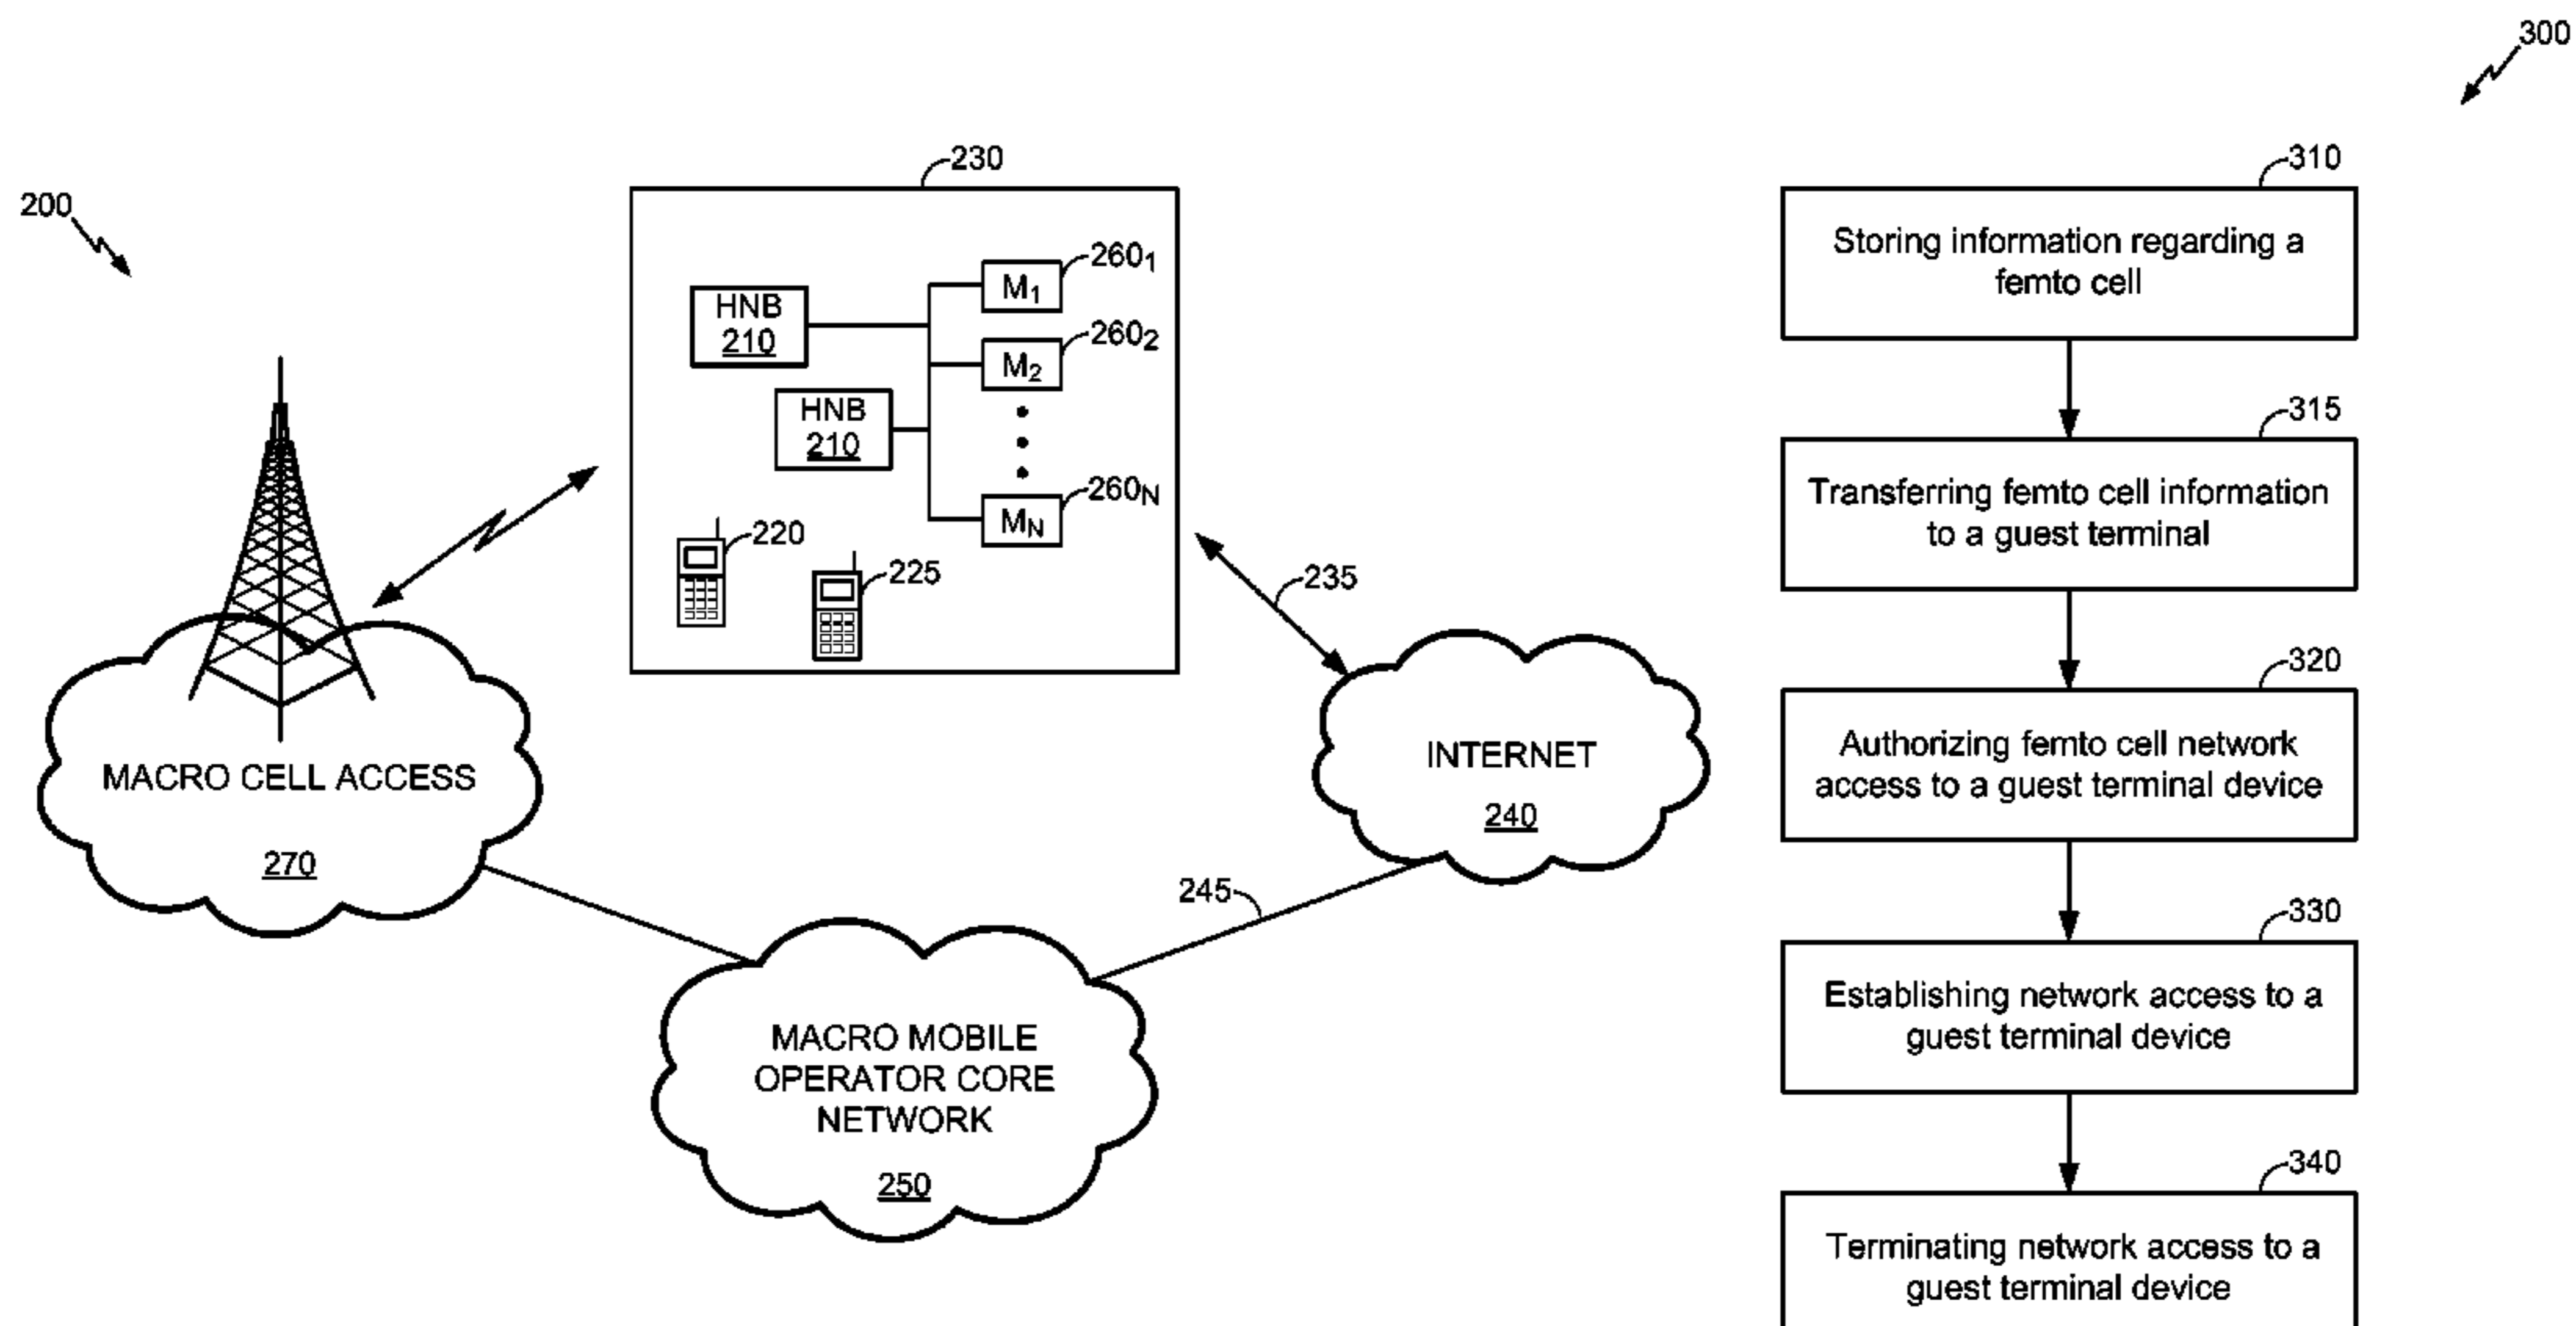 200
230
HNB
210
HNB
210
M1
2601
M2
2602
MN
260N
220
225
235
MACRO CELL ACCESS
270
INTERNET
240
245
MACRO MOBILE
OPERATOR CORE
NETWORK
250
300
310
Storing information regarding a
femto cell
315
Transferring femto cell information
to a guest terminal
320
Authorizing femto cell network
access to a guest terminal device
330
Establishing network access to a
guest terminal device
340
Terminating network access to a
guest terminal device